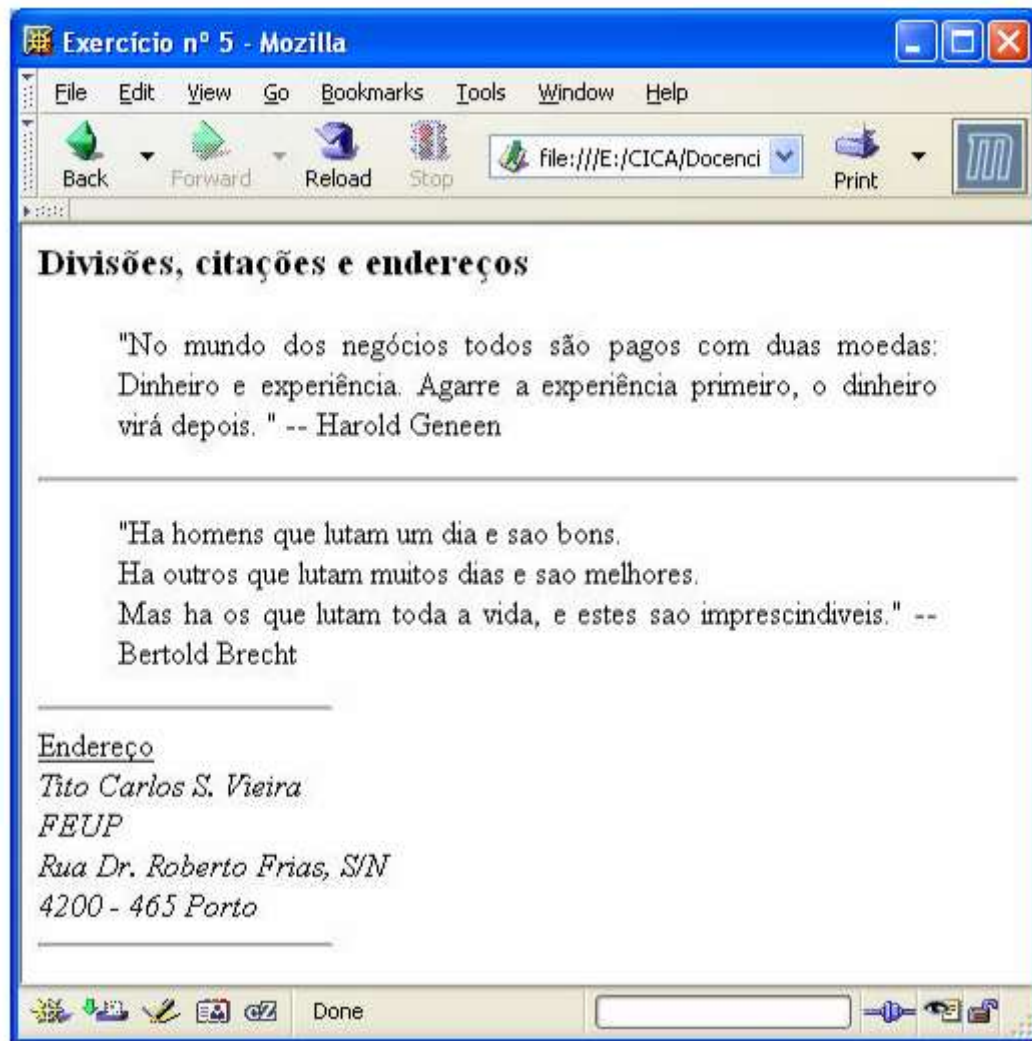 Exercício nº 5 - Mozilla
File Edit View Go Bookmarks Tools Window Help
Back Forward Reload Stop file:///E:/CICA/Docenci Print
Divisões, citações e endereços
"No mundo dos negócios todos são pagos com duas moedas:
Dinheiro e experiência. Agarre a experiência primeiro, o dinheiro
virá depois. " -- Harold Geneen
"Ha homens que lutam um dia e sao bons.
Ha outros que lutam muitos dias e sao melhores.
Mas ha os que lutam toda a vida, e estes sao imprescindiveis." --
Bertold Brecht
Endereço
Tito Carlos S. Vieira
FEUP
Rua Dr. Roberto Frias, S/N
4200 - 465 Porto
Done